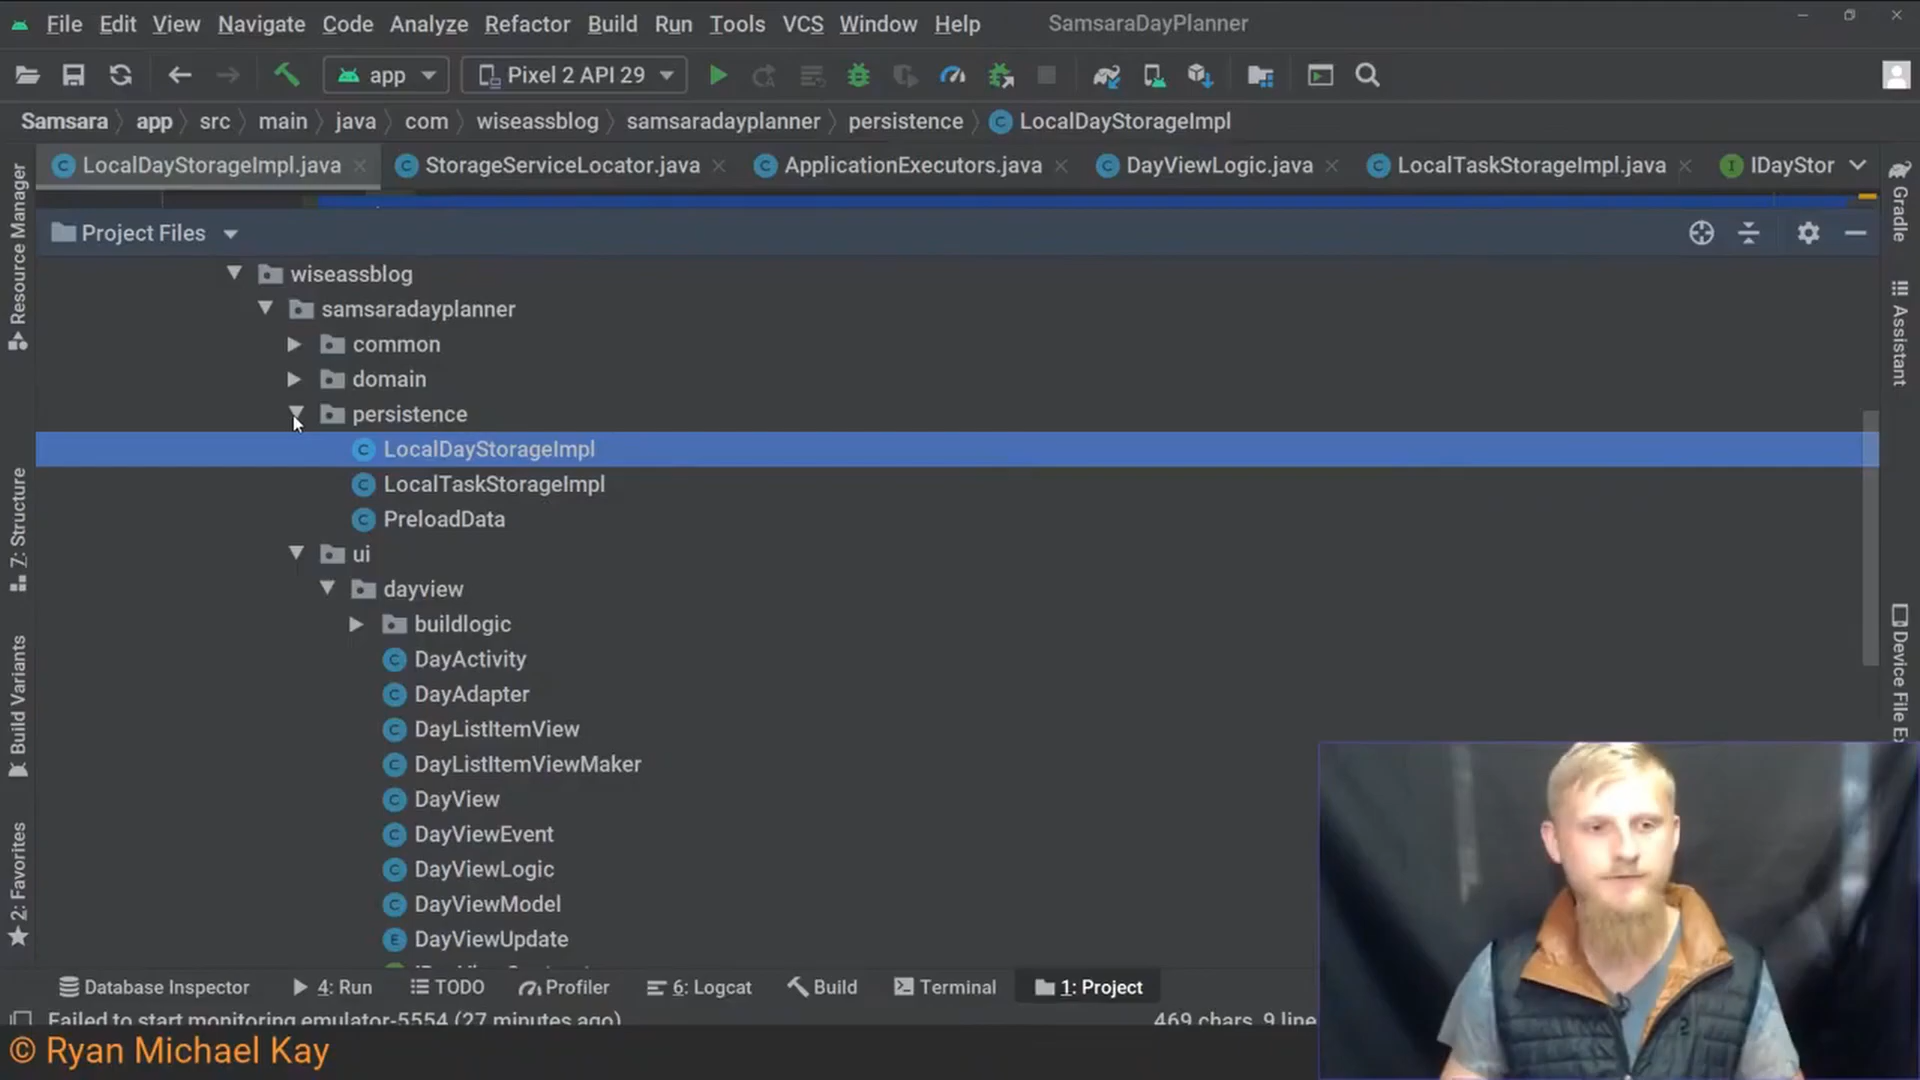 File Edit View Navigate Code Analyze Refactor Build Run Tools VCS Window Help SamsaraDayPlanner
app Pixel 2 API 29
Samsara app src main java com wiseassblog samsaradayplanner persistence LocalDayStorageImpl
LocalDayStorageImpl.java StorageServiceLocator.java ApplicationExecutors.java DayViewLogic.java LocalTaskStorageImpl.java IDayStor
Project Files
wiseassblog
samsaradayplanner
common
domain
persistence
LocalDayStorageImpl
LocalTaskStorageImpl
PreloadData
ui
dayview
buildlogic
DayActivity
DayAdapter
DayListItemView
DayListItemViewMaker
DayView
DayViewEvent
DayViewLogic
DayViewModel
DayViewUpdate
Resource Manager
7: Structure
Build Variants
2: Favorites
Gradle
Assistant
Device File E
Database Inspector 4: Run TODO Profiler 6: Logcat Build Terminal 1: Project
Failed to start monitoring emulator-5554 (27 minutes ago) 469 chars, 9 line
© Ryan Michael Kay